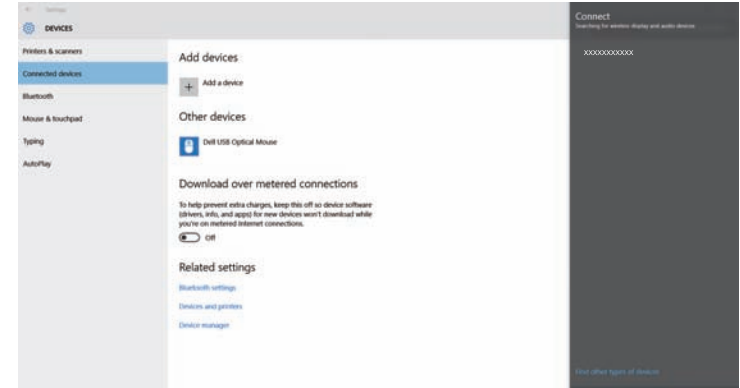 Settings
DEVICES
Printers & scanners
Connected devices
Bluetooth
Mouse & touchpad
Typing
AutoPlay
Add devices
Add a device
Other devices
Dell USB Optical Mouse
Download over metered connections
To help prevent extra charges, keep this off so device software
(drivers, info, and apps) for new devices won't download while
you're on metered Internet connections.
Off
Related settings
Bluetooth settings
Devices and printers
Device manager
Connect
Searching for wireless display and audio devices
xxxxxxxxxxx
Find other types of devices